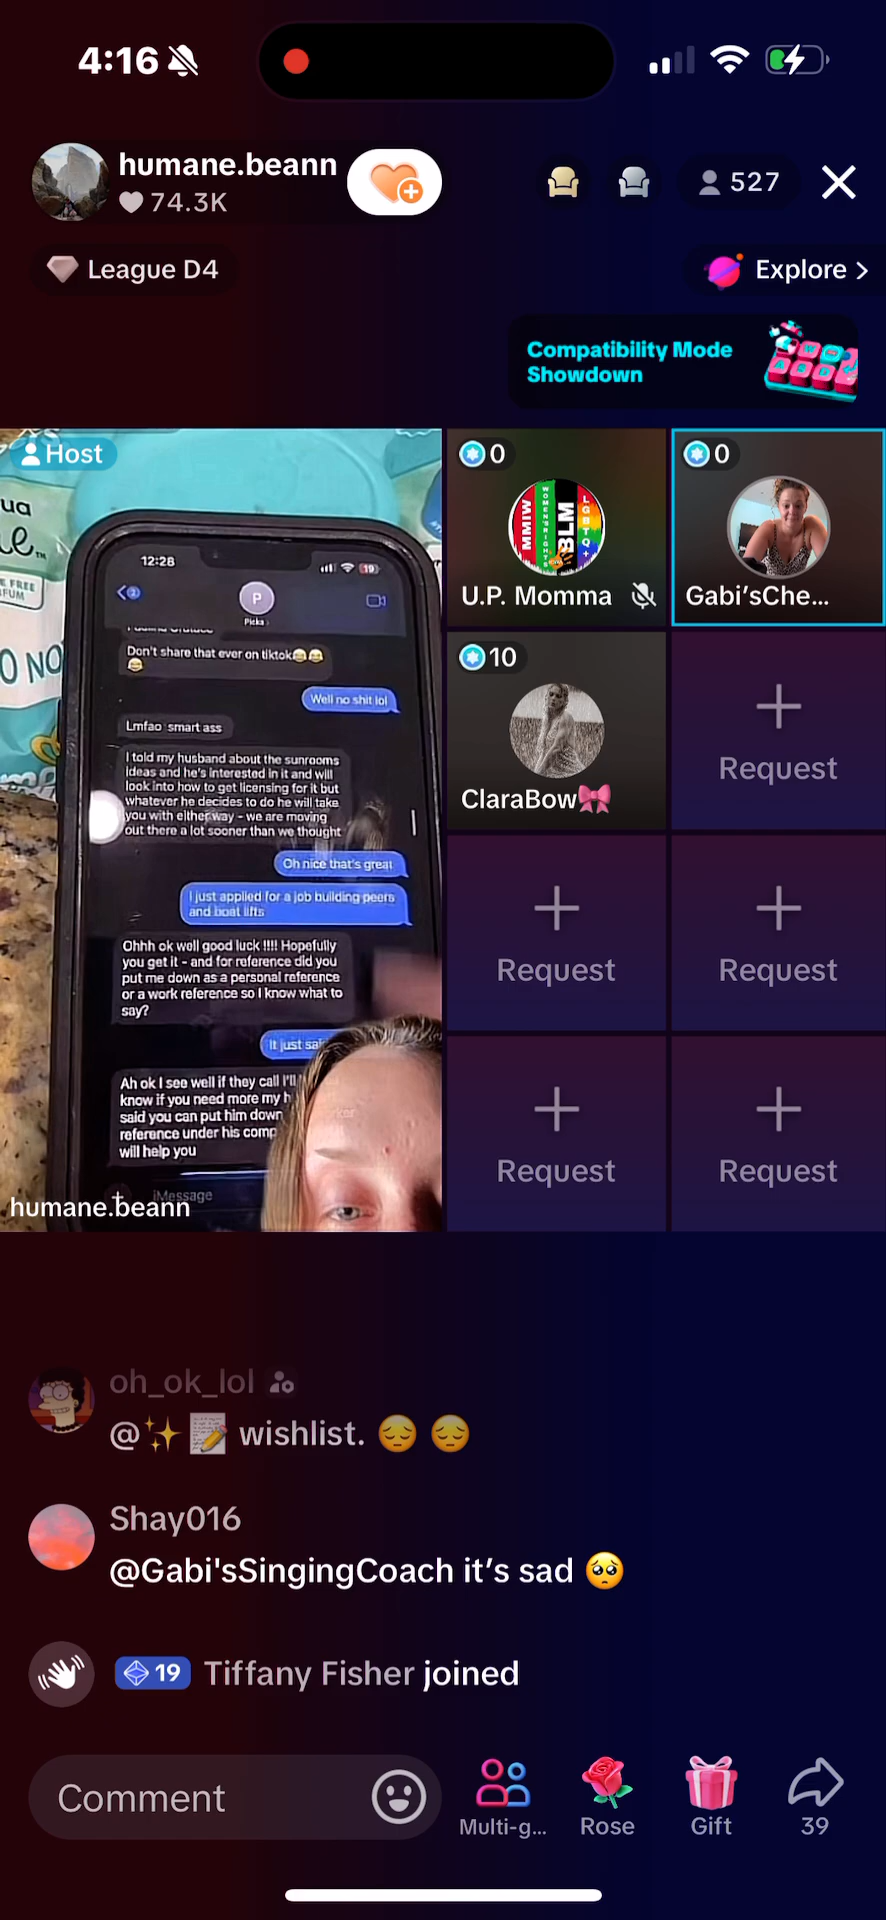 4:16
humane.beann
74.3K
527
League D4
Explore >
Compatibility Mode
Showdown
Host
12:28
19
P
Picka
Don't share that ever on tiktok😂😂
😂
Well no shit lol
Lmfao smart ass
I told my husband about the sunrooms
ideas and he's interested in it and will
look into how to get licensing for it but
whatever he decides to do he will take
you with either way - we are moving
out there a lot sooner than we thought
Oh nice that's great
I just applied for a job building peers
and boat lifts
Ohhh ok well good luck !!!! Hopefully
you get it - and for reference did you
put me down as a personal reference
or a work reference so I know what to
say?
It just sai
Ah ok I see well if they call I'll
know if you need more my h
said you can put him down
reference under his comp
will help you
iMessage
humane.beann
0
MMIW
WOMEN'S RIGHTS
BLM
LGBTQ+
U.P. Momma
0
Gabi'sChe...
10
ClaraBow🎀
Request
Request
Request
Request
Request
oh_ok_lol
@✨📝 wishlist. 😔 😔
Shay016
@Gabi'sSingingCoach it's sad 🥺
19 Tiffany Fisher joined
Comment
Multi-g...
Rose
Gift
39